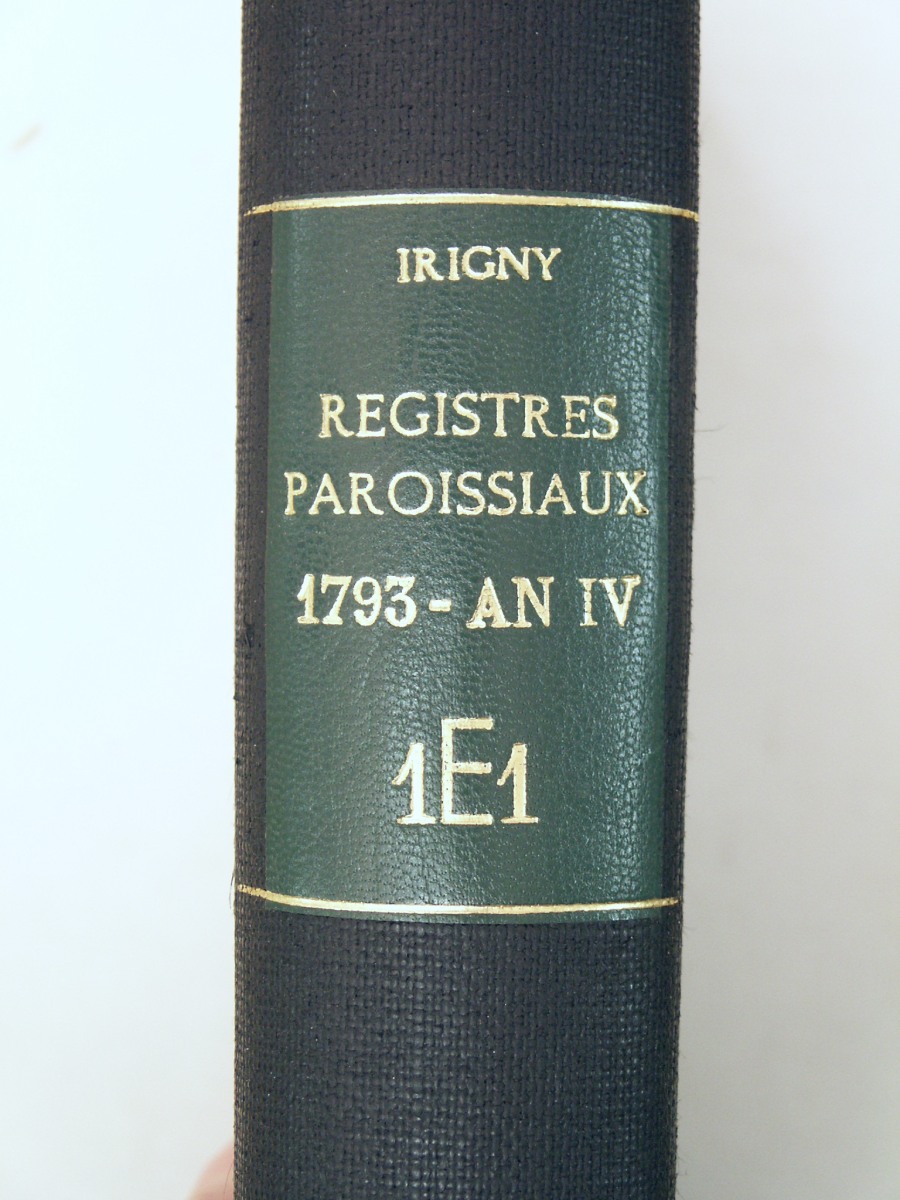 IRIGNY
REGISTRES
PAROISSIAUX
1793 - AN IV
1E1